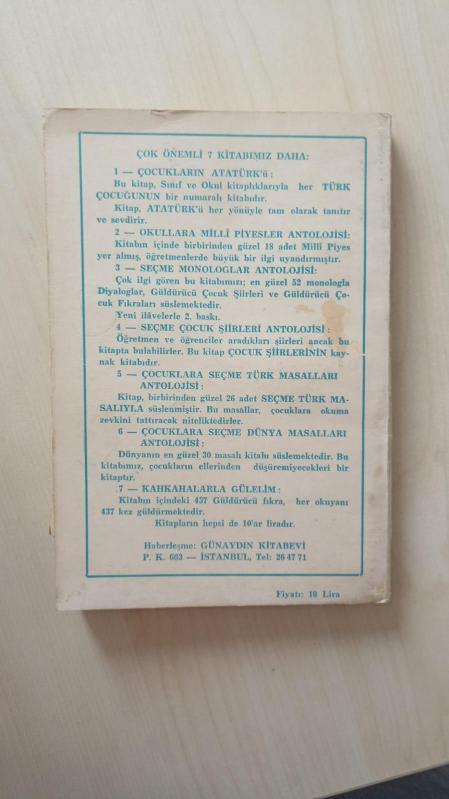 ÇOK ÖNEMLİ 7 KİTABIMIZ DAHA:
1 — ÇOCUKLARIN ATATÜRK'ü :
Bu kitap, Sınıf ve Okul kitaplıklarıyla her TÜRK
ÇOCUĞUNUN bir numaralı kitabıdır.
Kitap, ATATÜRK'ü her yönüyle tam olarak tanıtır
ve sevdirir.
2 — OKULLARA MİLLÎ PİYESLER ANTOLOJİSİ:
Kitabın içinde birbirinden güzel 18 adet Millî Piyes
yer almış, öğretmenlerde büyük bir ilgi uyandırmıştır.
3 — SEÇME MONOLOGLAR ANTOLOJİSİ:
Çok ilgi gören bu kitabımızı; en güzel 52 monologla
Diyaloglar, Güldürücü Çocuk Şiirleri ve Güldürücü Ço-
cuk Fıkraları süslemektedir.
Yeni ilâvelerle 2. baskı.
4 — SEÇME ÇOCUK ŞİİRLERİ ANTOLOJİSİ :
Öğretmen ve öğrenciler aradıkları şiirleri ancak bu
kitapta bulabilirler. Bu kitap ÇOCUK ŞİİRLERİNİN kay-
nak kitabıdır.
5 — ÇOCUKLARA SEÇME TÜRK MASALLARI
ANTOLOJİSİ :
Kitap, birbirinden güzel 26 adet SEÇME TÜRK MA-
SALIYLA süslenmiştir. Bu masallar, çocuklara okuma
zevkini tattıracak niteliktedirler.
6 — ÇOCUKLARA SEÇME DÜNYA MASALLARI
ANTOLOJİSİ :
Dünyanın en güzel 30 masalı kitabı süslemektedir. Bu
kitabımız, çocukların ellerinden düşüremiyecekleri bir
kitaptır.
7 — KAHKAHALARLA GÜLELİM :
Kitabın içindeki 437 Güldürücü fıkra, her okuyanı
437 kez güldürmektedir.
Kitapların hepsi de 10'ar liradır.
Haberleşme: GÜNAYDIN KİTABEVİ
P. K. 663 — İSTANBUL, Tel: 26 47 71
Fiyatı: 10 Lira